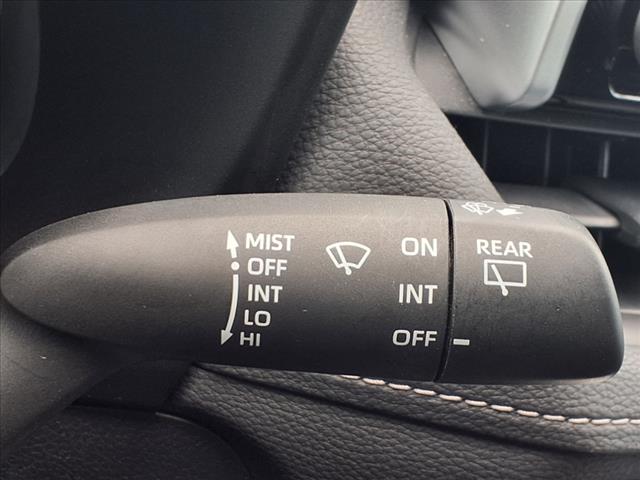 MIST
OFF
INT
LO
HI
ON
INT
OFF
REAR